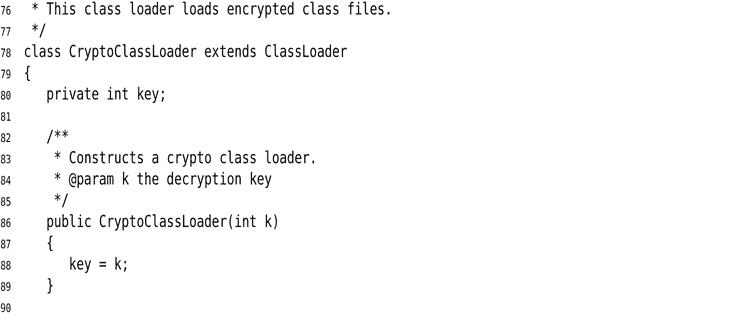 76  * This class loader loads encrypted class files.
77  */
78 class CryptoClassLoader extends ClassLoader
79 {
80    private int key;
81
82    /**
83     * Constructs a crypto class loader.
84     * @param k the decryption key
85     */
86    public CryptoClassLoader(int k)
87    {
88       key = k;
89    }
90